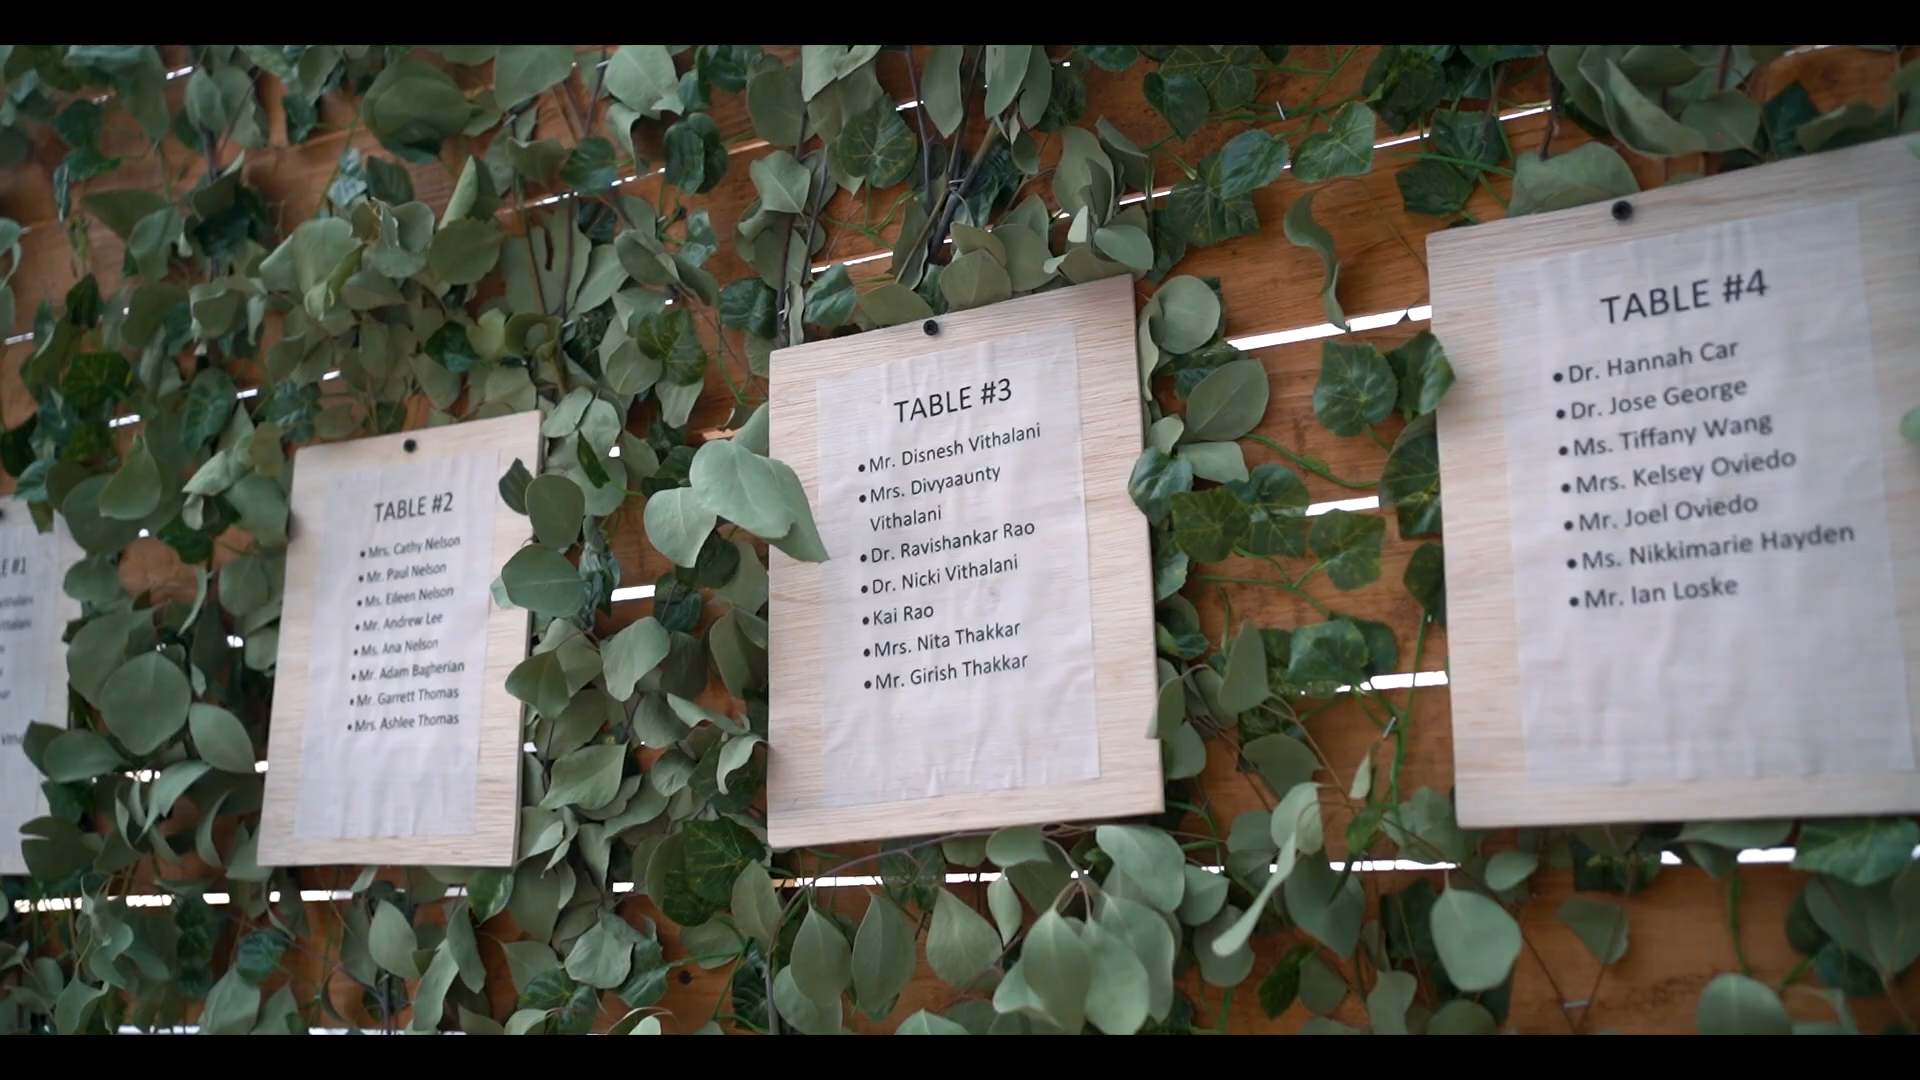 TABLE #2
• Mrs. Cathy Nelson
• Mr. Paul Nelson
• Ms. Eileen Nelson
• Mr. Andrew Lee
• Ms. Ana Nelson
• Mr. Adam Bagherian
• Mr. Garrett Thomas
• Mrs. Ashlee Thomas
TABLE #3
• Mr. Disnesh Vithalani
• Mrs. Divyaaunty
Vithalani
• Dr. Ravishankar Rao
• Dr. Nicki Vithalani
• Kai Rao
• Mrs. Nita Thakkar
• Mr. Girish Thakkar
TABLE #4
• Dr. Hannah Car
• Dr. Jose George
• Ms. Tiffany Wang
• Mrs. Kelsey Oviedo
• Mr. Joel Oviedo
• Ms. Nikkimarie Hayden
• Mr. Ian Loske